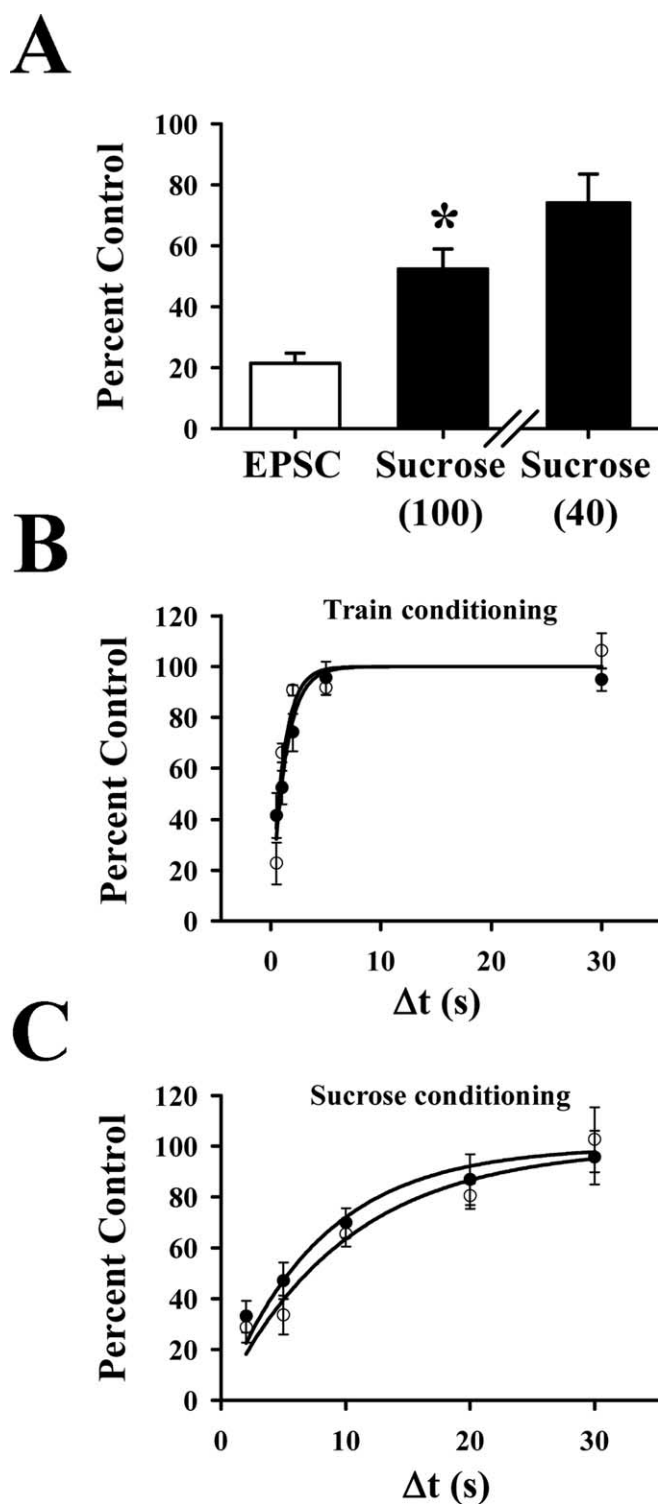 A
100
80
60
40
20
0
Percent Control
*
EPSC Sucrose Sucrose
(100) (40)
B
Train conditioning
120
100
80
60
40
20
0
Percent Control
0 10 20 30
Δt (s)
C
Sucrose conditioning
120
100
80
60
40
20
0
Percent Control
0 10 20 30
Δt (s)